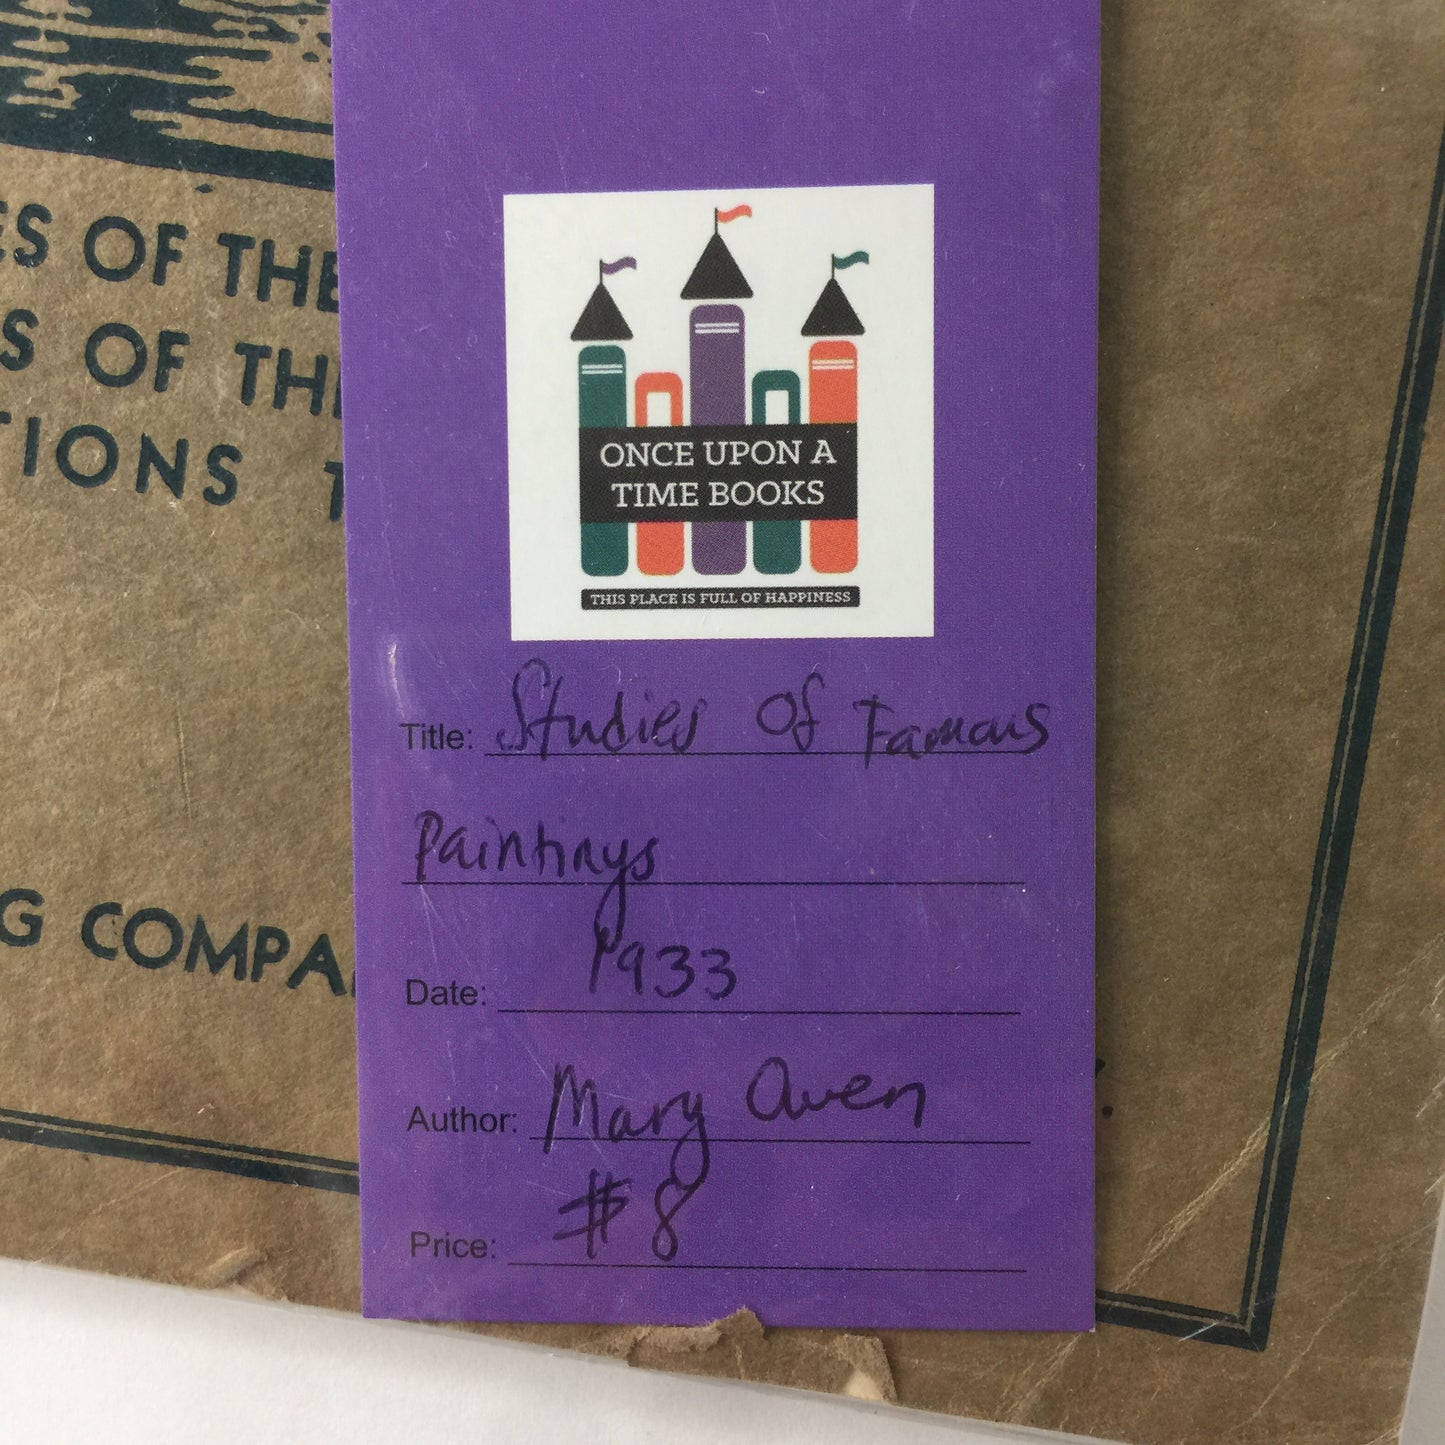 ES OF THE
S OF THI
TIONS T
G COMPA
ONCE UPON A
TIME BOOKS
THIS PLACE IS FULL OF HAPPINESS
Title: Studies Of Famous
Paintings
Date: 1933
Author: Mary Owen
Price: # 8